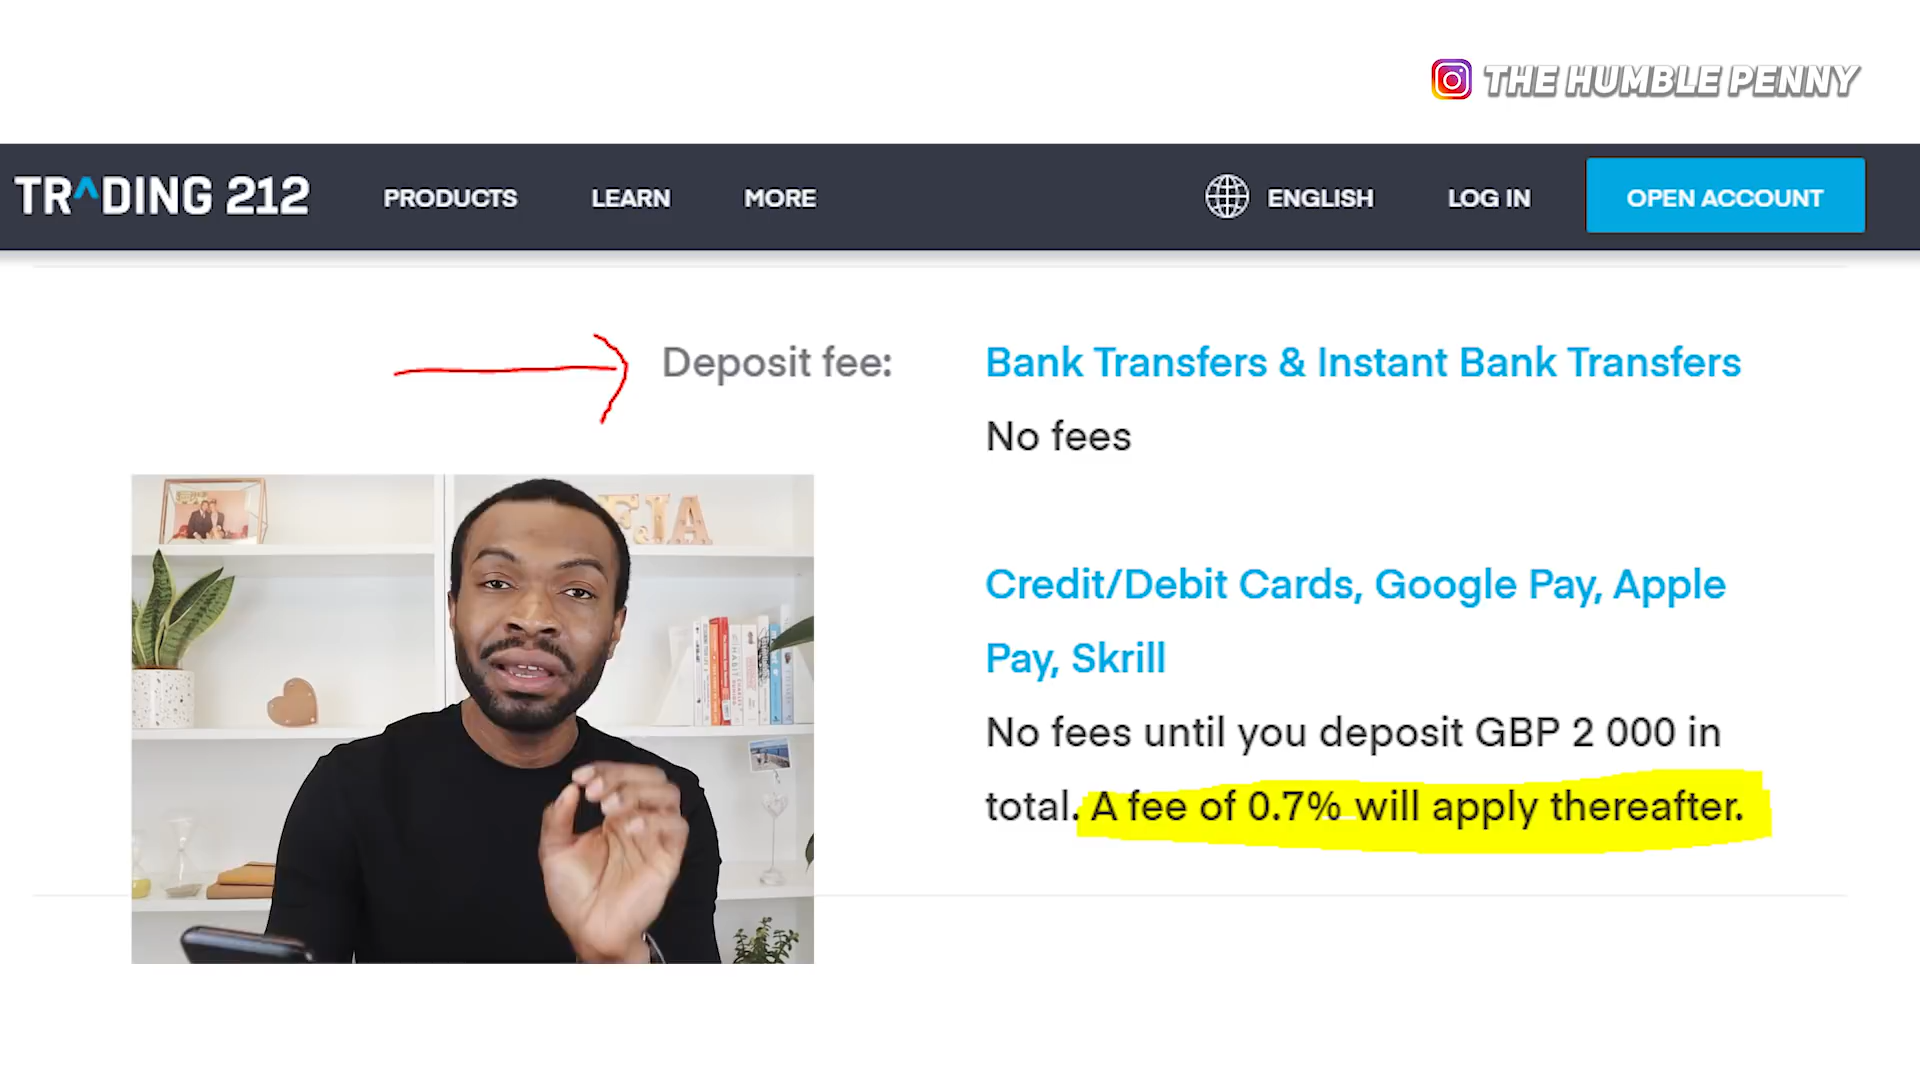 THE HUMBLE PENNY
TRADING 212 PRODUCTS LEARN MORE ENGLISH LOG IN OPEN ACCOUNT
Deposit fee: Bank Transfers & Instant Bank Transfers
No fees
Credit/Debit Cards, Google Pay, Apple
Pay, Skrill
No fees until you deposit GBP 2 000 in
total. A fee of 0.7% will apply thereafter.